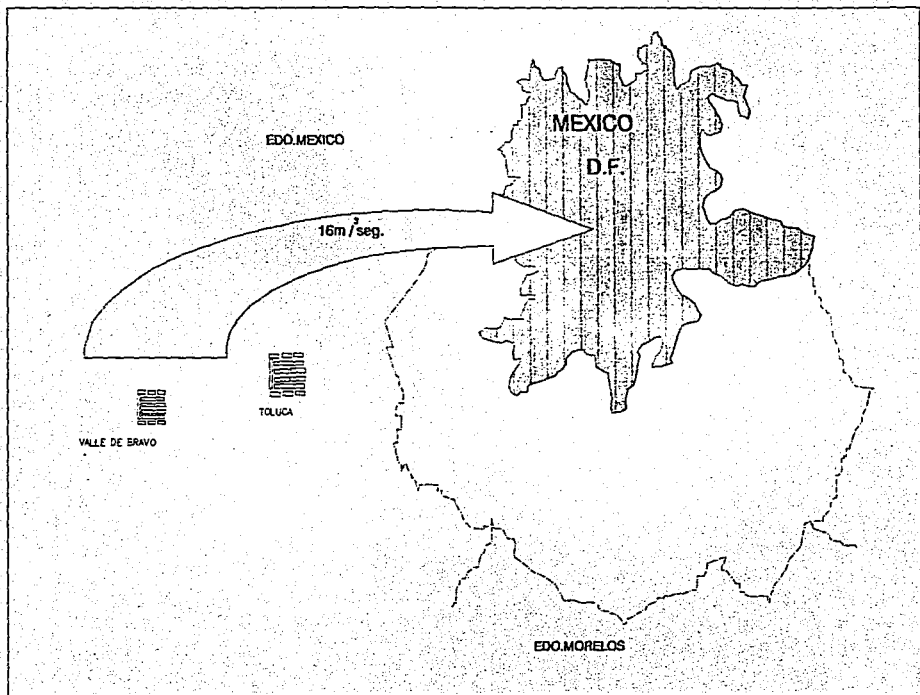 MEXICO
D.F.
EDO.MEXICO
16m³/seg.
TOLUCA
VALLE DE BRAVO
EDO.MORELOS